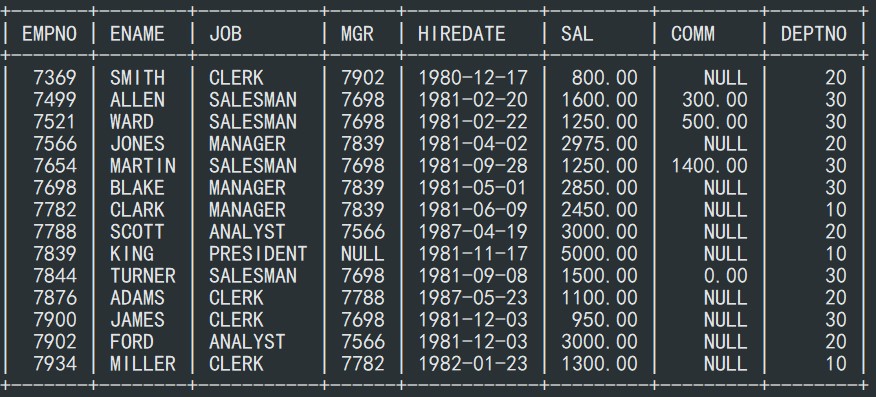 EMPNO | ENAME | JOB | MGR | HIREDATE | SAL | COMM | DEPTNO
7369 | SMITH | CLERK | 7902 | 1980-12-17 | 800.00 | NULL | 20
7499 | ALLEN | SALESMAN | 7698 | 1981-02-20 | 1600.00 | 300.00 | 30
7521 | WARD | SALESMAN | 7698 | 1981-02-22 | 1250.00 | 500.00 | 30
7566 | JONES | MANAGER | 7839 | 1981-04-02 | 2975.00 | NULL | 20
7654 | MARTIN | SALESMAN | 7698 | 1981-09-28 | 1250.00 | 1400.00 | 30
7698 | BLAKE | MANAGER | 7839 | 1981-05-01 | 2850.00 | NULL | 30
7782 | CLARK | MANAGER | 7839 | 1981-06-09 | 2450.00 | NULL | 10
7788 | SCOTT | ANALYST | 7566 | 1987-04-19 | 3000.00 | NULL | 20
7839 | KING | PRESIDENT | NULL | 1981-11-17 | 5000.00 | NULL | 10
7844 | TURNER | SALESMAN | 7698 | 1981-09-08 | 1500.00 | 0.00 | 30
7876 | ADAMS | CLERK | 7788 | 1987-05-23 | 1100.00 | NULL | 20
7900 | JAMES | CLERK | 7698 | 1981-12-03 | 950.00 | NULL | 30
7902 | FORD | ANALYST | 7566 | 1981-12-03 | 3000.00 | NULL | 20
7934 | MILLER | CLERK | 7782 | 1982-01-23 | 1300.00 | NULL | 10